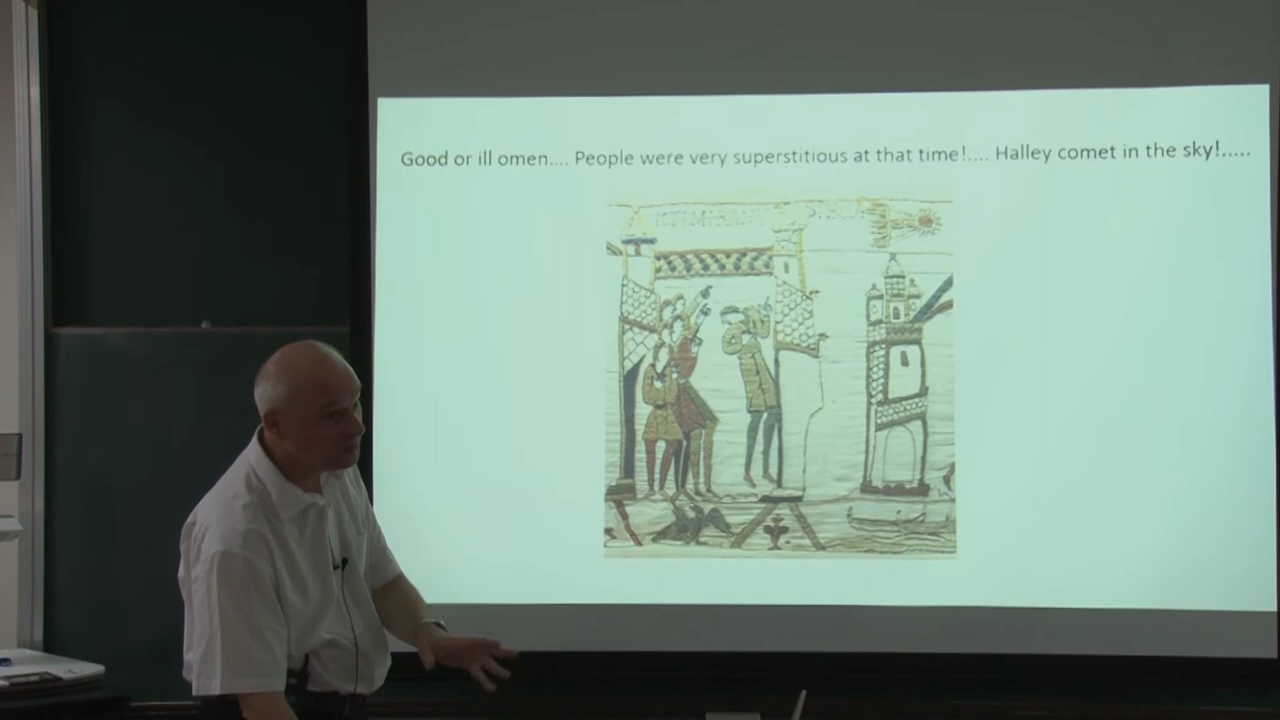 Good or ill omen.... People were very superstitious at that time!.... Halley comet in the sky!.....